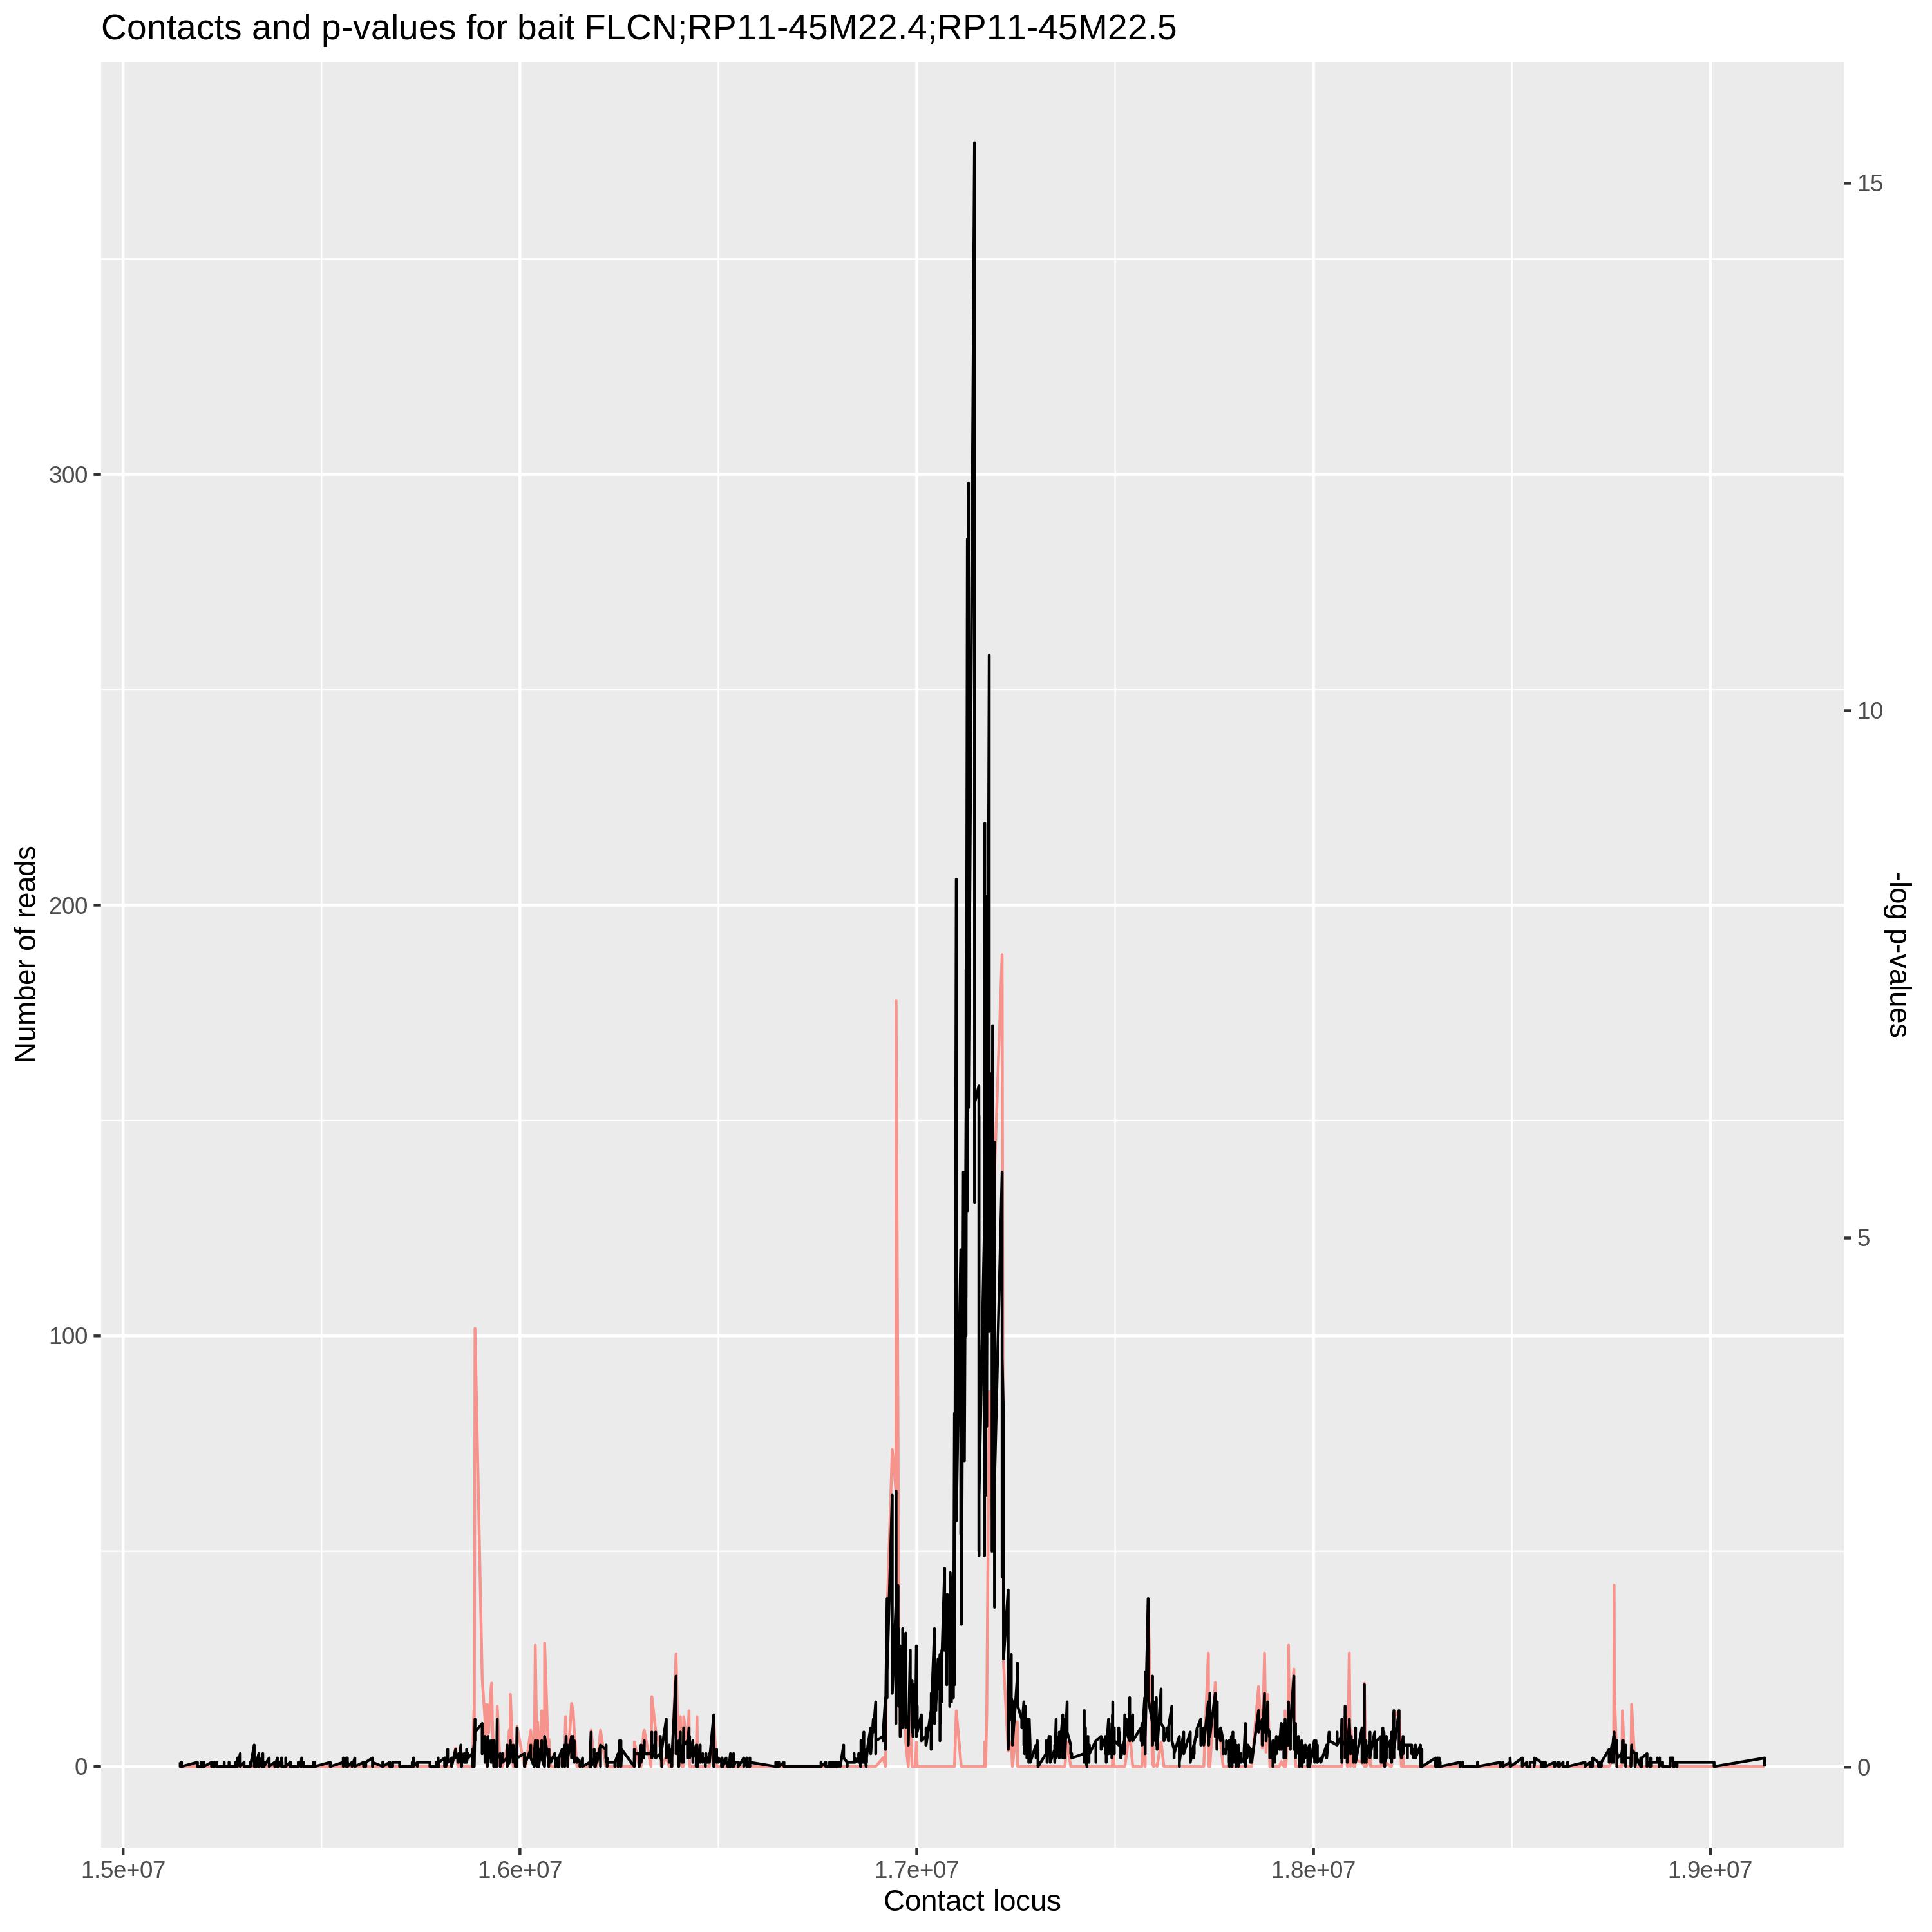 Contacts and p-values for bait FLCN;RP11-45M22.4;RP11-45M22.5
Number of reads
300
200
100
0
15
10
5
0
-log p-values
1.5e+07
1.6e+07
1.7e+07
1.8e+07
1.9e+07
Contact locus